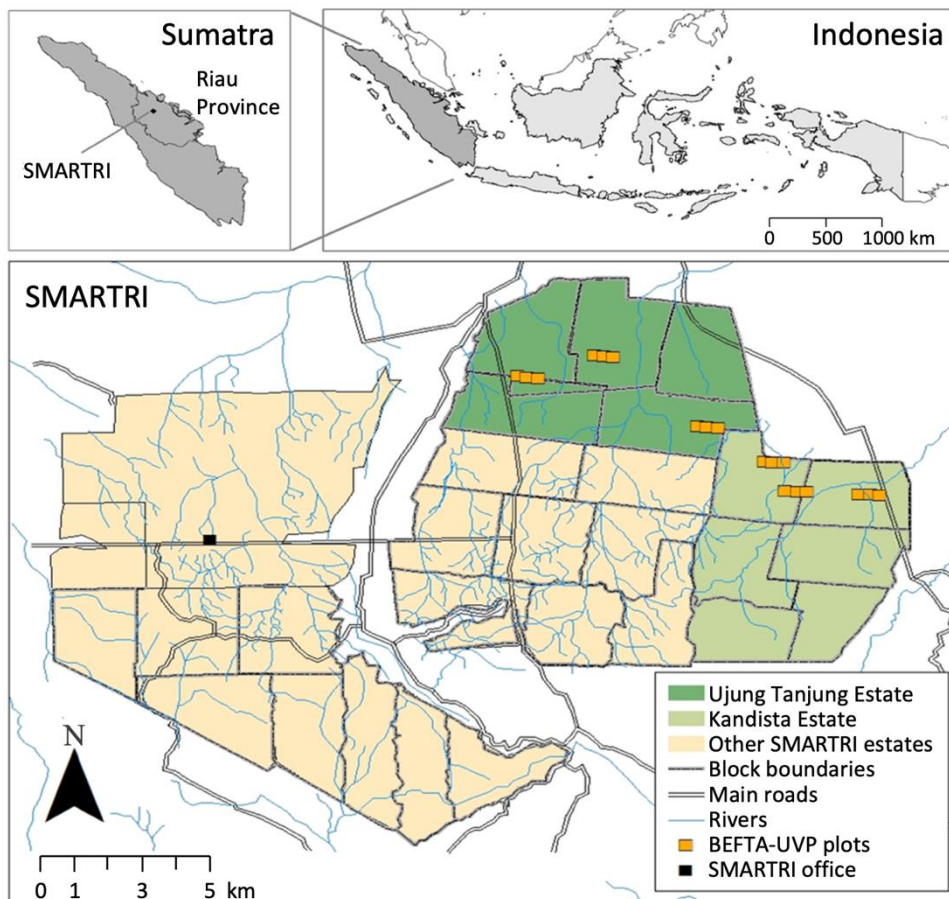 Sumatra
Riau
Province
SMARTRI
Indonesia
0 500 1000 km
SMARTRI
N
0 1 3 5 km
Ujung Tanjung Estate
Kandista Estate
Other SMARTRI estates
Block boundaries
Main roads
Rivers
BEFTA-UVP plots
SMARTRI office